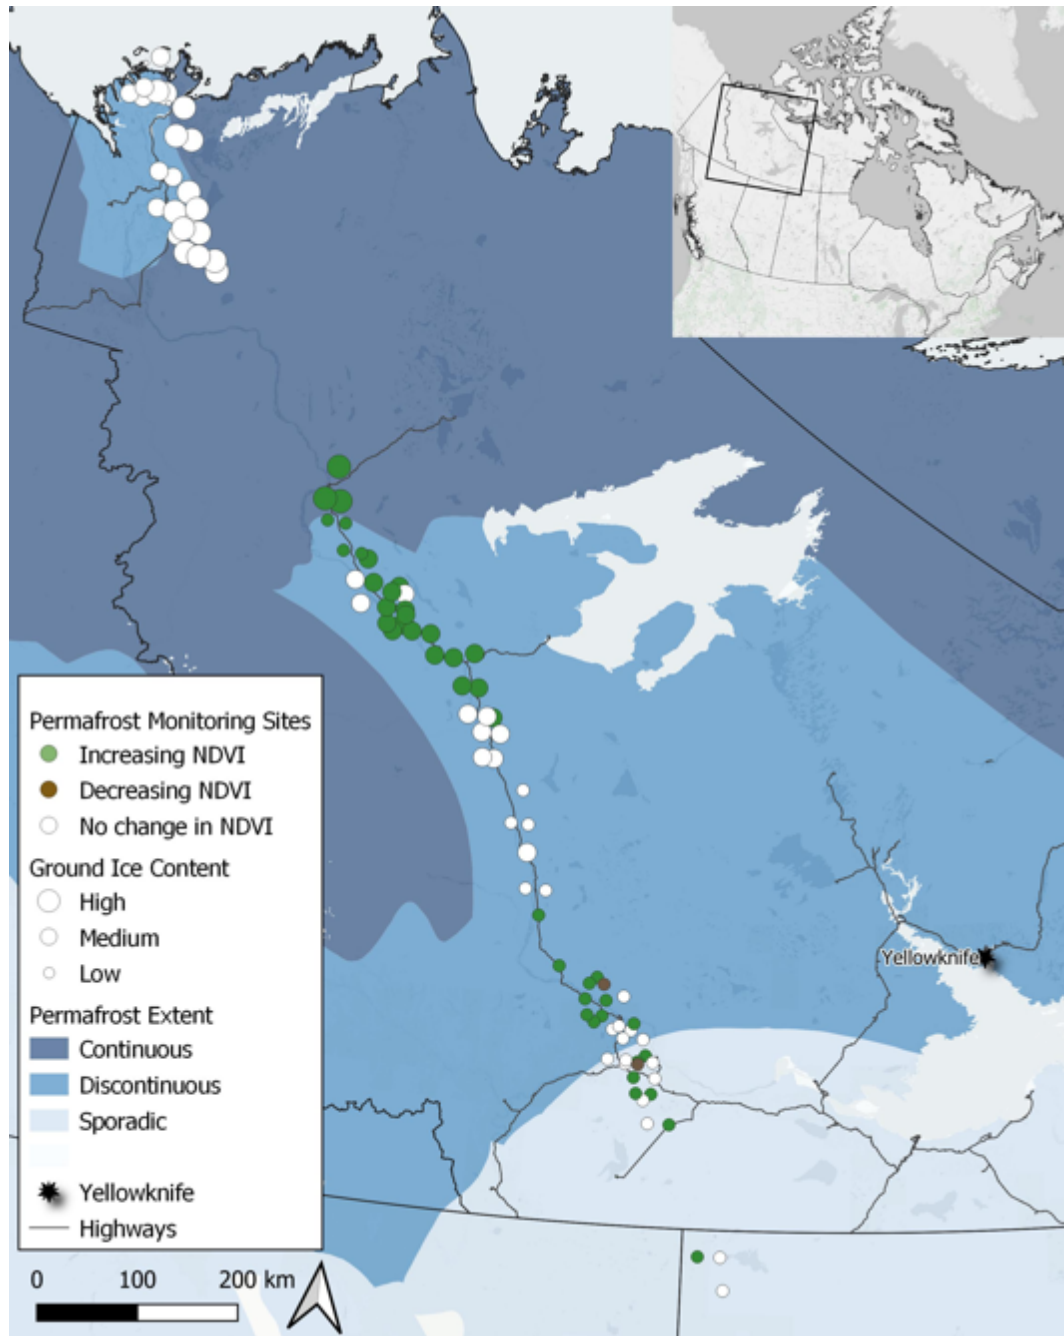 Permafrost Monitoring Sites
Increasing NDVI
Decreasing NDVI
No change in NDVI
Ground Ice Content
High
Medium
Low
Permafrost Extent
Continuous
Discontinuous
Sporadic
Yellowknife
Highways
Yellowknife
0 100 200 km